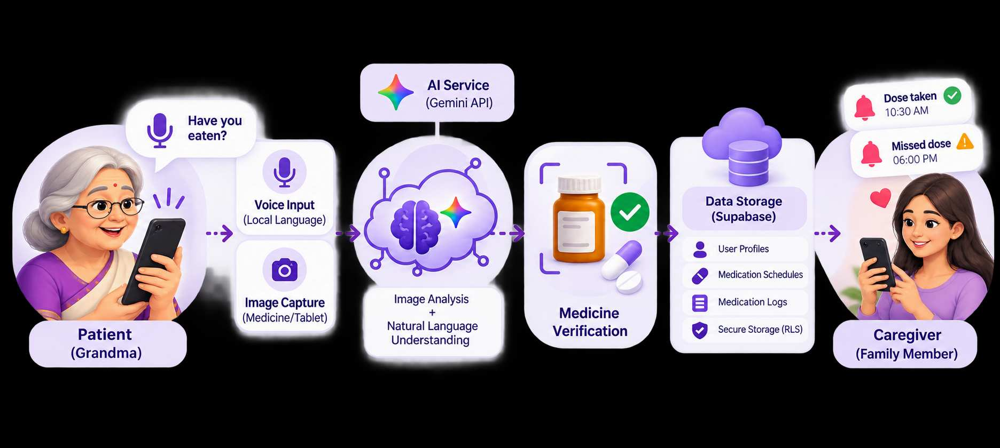 Have you
eaten?
Patient
(Grandma)
Voice Input
(Local Language)
Image Capture
(Medicine/Tablet)
AI Service
(Gemini API)
Image Analysis
+
Natural Language
Understanding
Medicine
Verification
Data Storage
(Supabase)
User Profiles
Medication Schedules
Medication Logs
Secure Storage (RLS)
Dose taken
10:30 AM
Missed dose
06:00 PM
Caregiver
(Family Member)